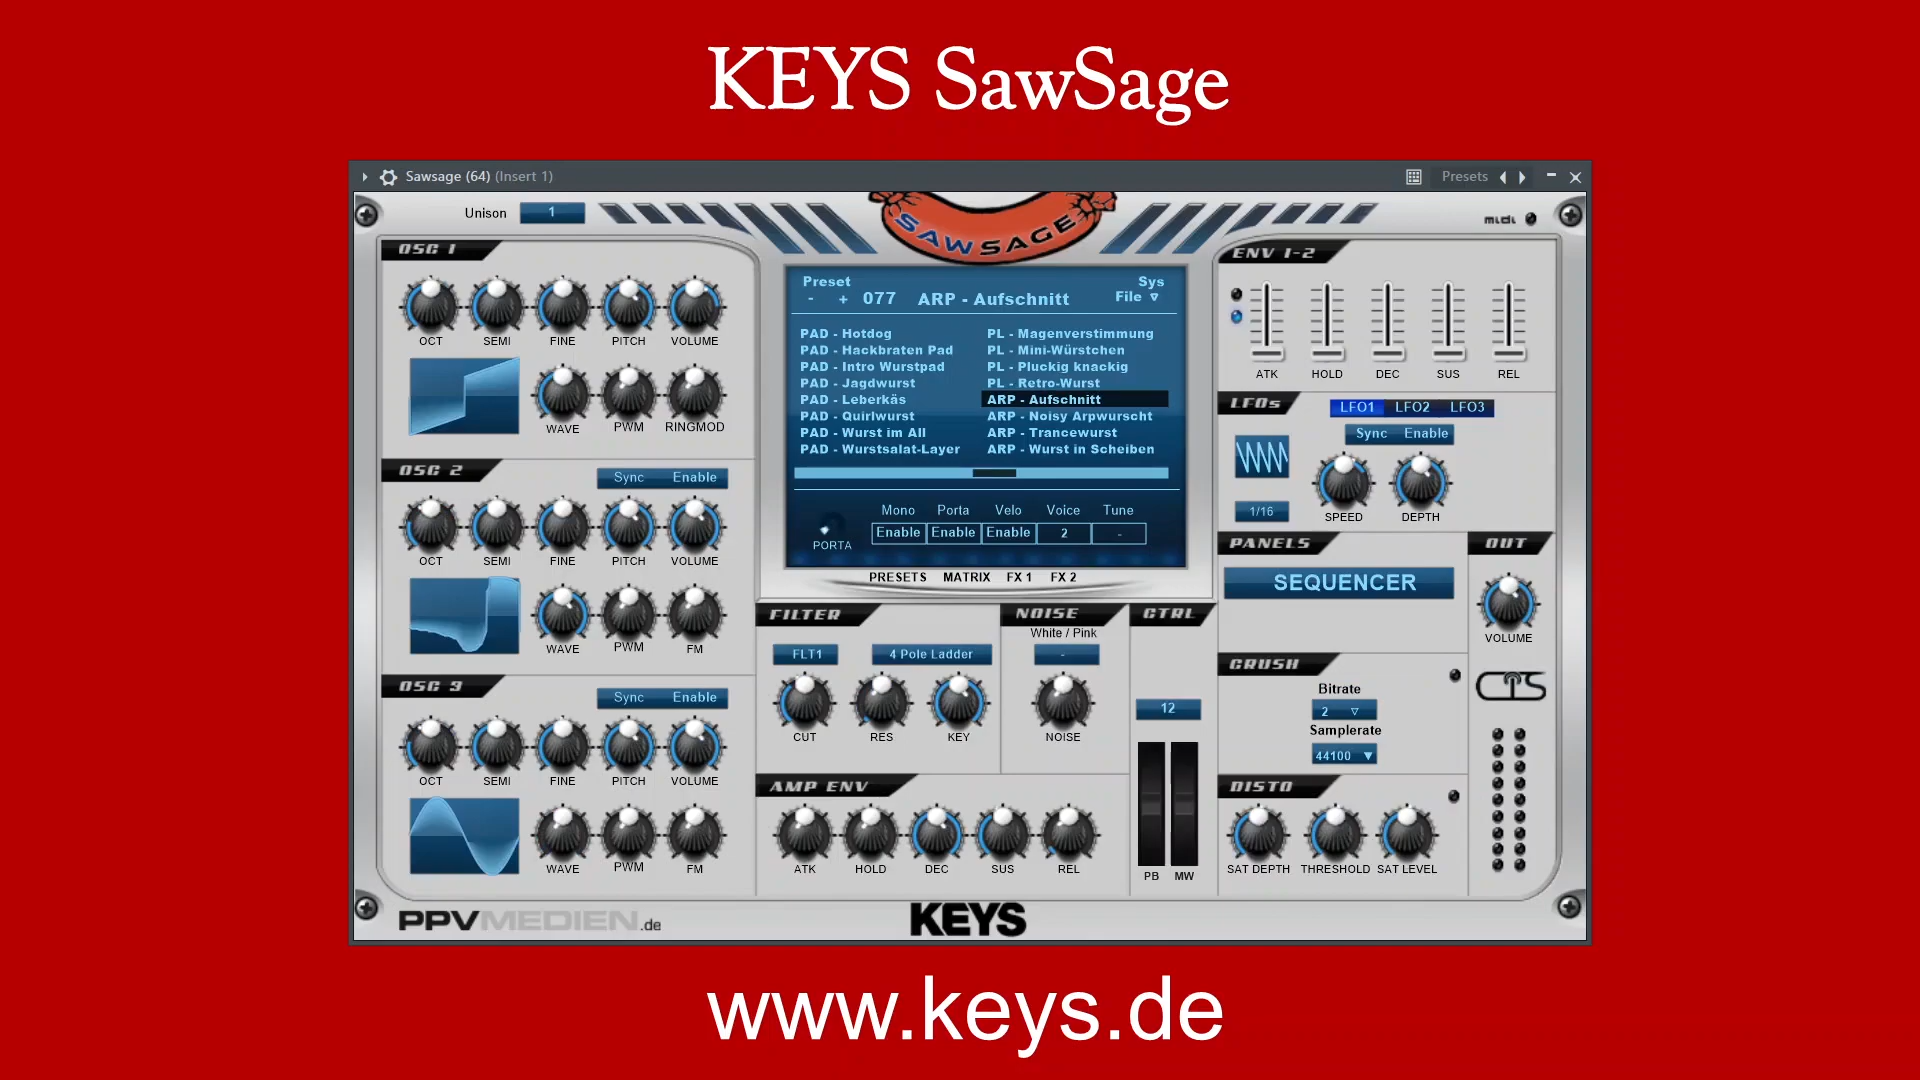 KEYS SawSage
Sawsage (64) (Insert 1)
Presets
Unison 1
SAWSAGE
midi
OSC 1
OCT SEMI FINE PITCH VOLUME
WAVE PWM RINGMOD
OSC 2
Sync Enable
OCT SEMI FINE PITCH VOLUME
WAVE PWM FM
OSC 3
Sync Enable
OCT SEMI FINE PITCH VOLUME
WAVE PWM FM
Preset Sys
- + 077 ARP - Aufschnitt File
PAD - Hotdog
PAD - Hackbraten Pad
PAD - Intro Wurstpad
PAD - Jagdwurst
PAD - Leberkäs
PAD - Quirlwurst
PAD - Wurst im All
PAD - Wurstsalat-Layer
PL - Magenverstimmung
PL - Mini-Würstchen
PL - Pluckig knackig
PL - Retro-Wurst
ARP - Aufschnitt
ARP - Noisy Arpwurscht
ARP - Trancewurst
ARP - Wurst in Scheiben
Mono Porta Velo Voice Tune
Enable Enable Enable 2 -
PORTA
PRESETS MATRIX FX 1 FX 2
FILTER
FLT1 4 Pole Ladder
CUT RES KEY
NOISE
White / Pink
-
NOISE
CTRL
12
PB MW
AMP ENV
ATK HOLD DEC SUS REL
ENV 1-2
ATK HOLD DEC SUS REL
LFOs
LFO1 LFO2 LFO3
Sync Enable
1/16
SPEED DEPTH
PANELS
SEQUENCER
OUT
VOLUME
CRUSH
Bitrate
2
Samplerate
44100
DISTO
SAT DEPTH THRESHOLD SAT LEVEL
PPVMEDIEN.de
KEYS
www.keys.de